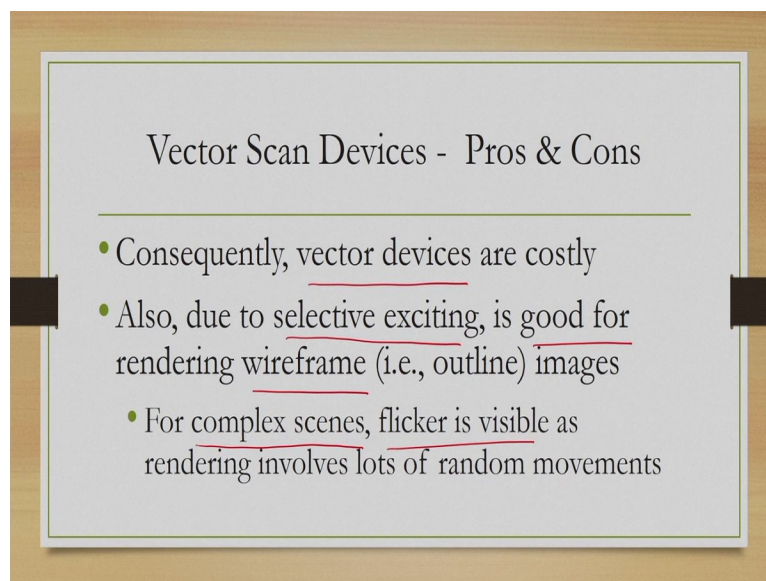 Vector Scan Devices - Pros & Cons
• Consequently, vector devices are costly
• Also, due to selective exciting, is good for
rendering wireframe (i.e., outline) images
• For complex scenes, flicker is visible as
rendering involves lots of random movements